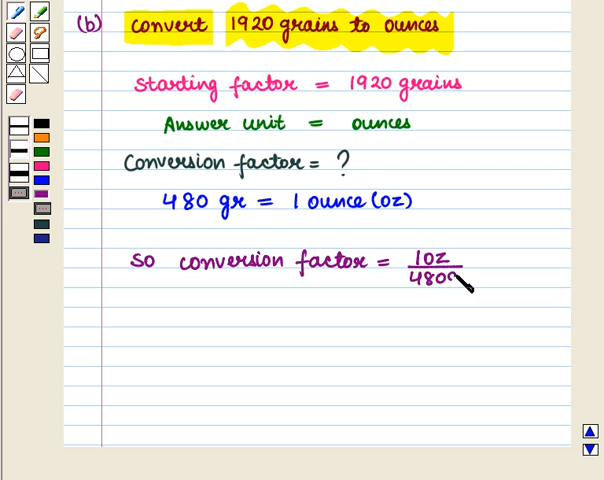 (b) convert 1920 grains to ounces
Starting factor = 1920 grains
Answer unit = ounces
Conversion factor = ?
480 gr = 1 ounce (oz)
So conversion factor = 1oz
480